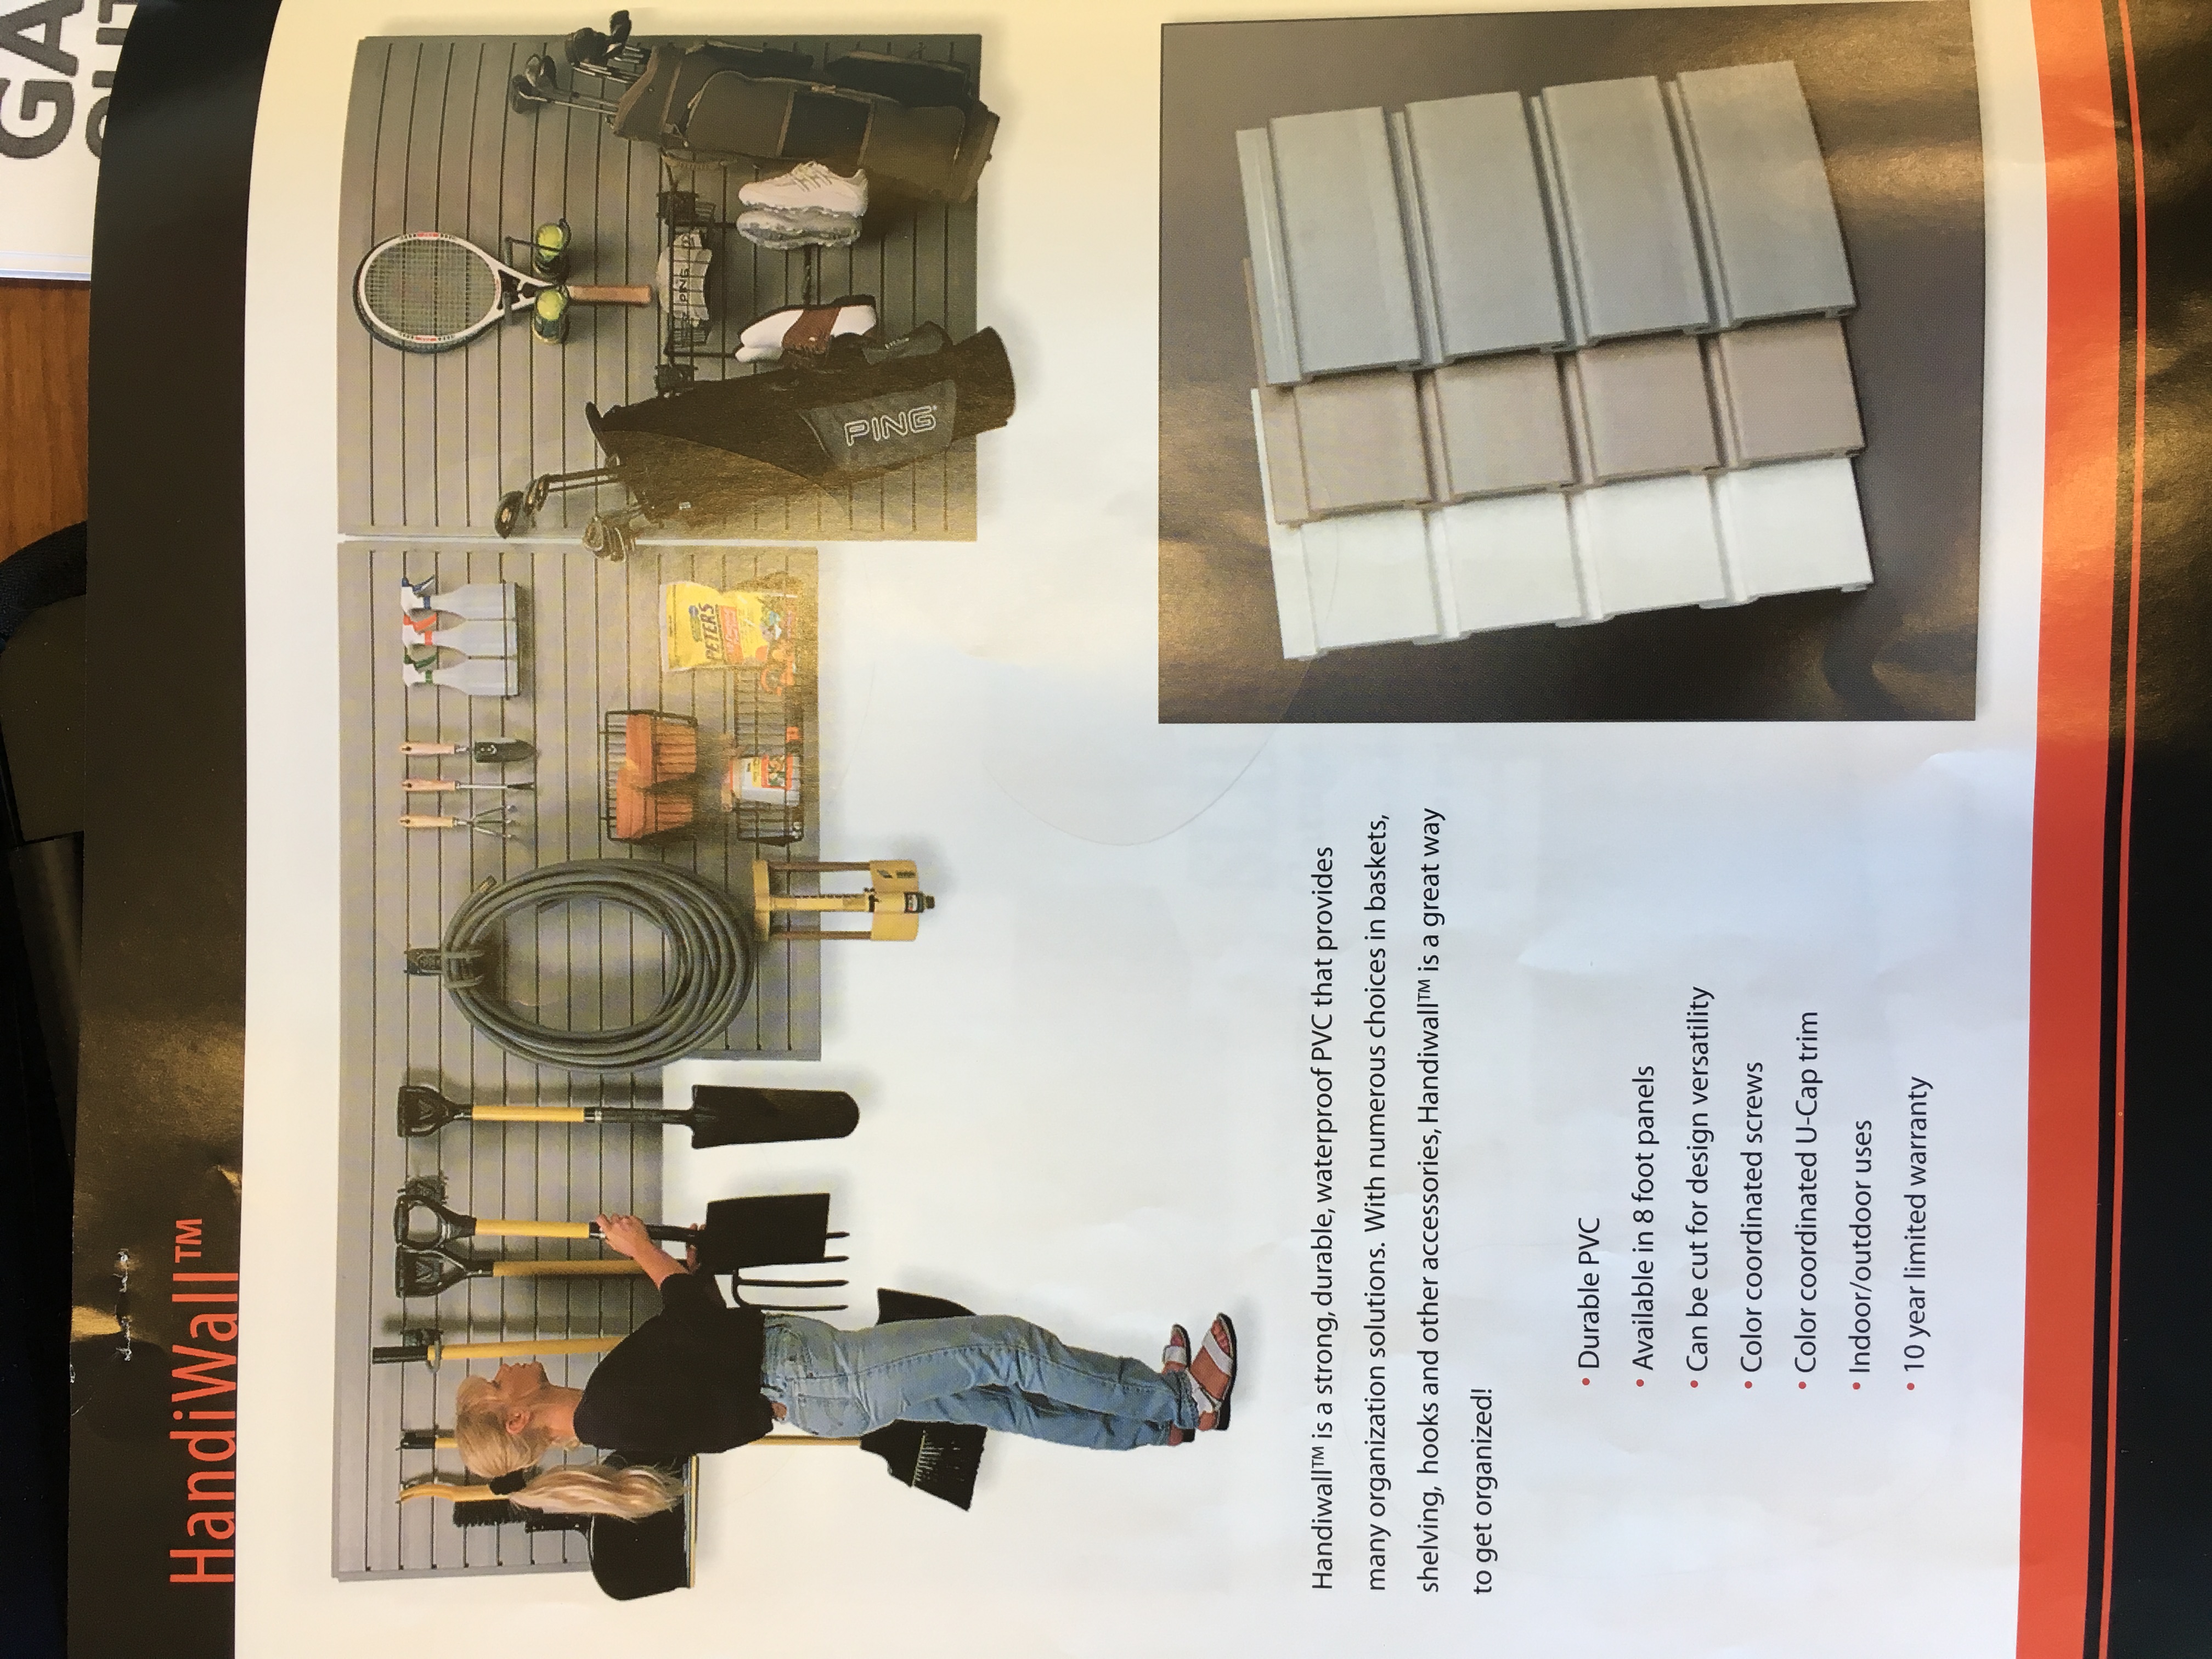 GA
HandiWall™
PING
PETER'S
PING
Handiwall™ is a strong, durable, waterproof PVC that provides
many organization solutions. With numerous choices in baskets,
shelving, hooks and other accessories, Handiwall™ is a great way
to get organized!
• Durable PVC
• Available in 8 foot panels
• Can be cut for design versatility
• Color coordinated screws
• Color coordinated U-Cap trim
• Indoor/outdoor uses
• 10 year limited warranty